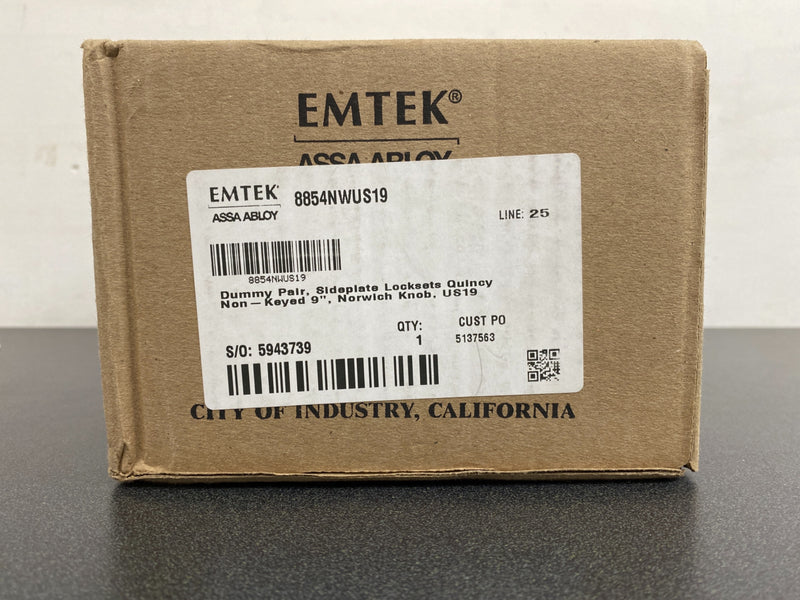 EMTEK®
ASSA ABLOY
EMTEK
ASSA ABLOY
8854NWUS19
LINE: 25
8854NWUS19
Dummy Pair, Sideplate Locksets Quincy
Non-Keyed 9", Norwich Knob, US19
QTY:
1
CUST PO
5137563
S/O: 5943739
CITY OF INDUSTRY, CALIFORNIA